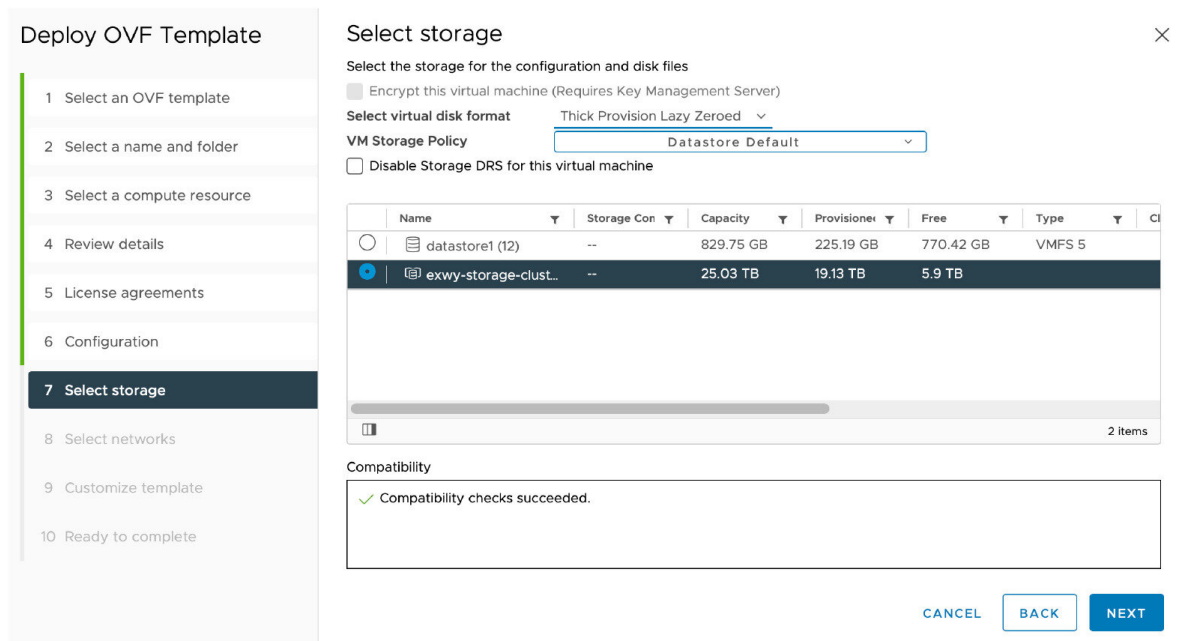 Deploy OVF Template
1 Select an OVF template
2 Select a name and folder
3 Select a compute resource
4 Review details
5 License agreements
6 Configuration
7 Select storage
8 Select networks
9 Customize template
10 Ready to complete
Select storage
Select the storage for the configuration and disk files
Encrypt this virtual machine (Requires Key Management Server)
Select virtual disk format Thick Provision Lazy Zeroed
VM Storage Policy Datastore Default
Disable Storage DRS for this virtual machine
Name Storage Con Capacity Provisioned Free Type Cl
datastore1 (12) -- 829.75 GB 225.19 GB 770.42 GB VMFS 5
exwy-storage-clust... -- 25.03 TB 19.13 TB 5.9 TB
2 items
Compatibility
Compatibility checks succeeded.
CANCEL BACK NEXT